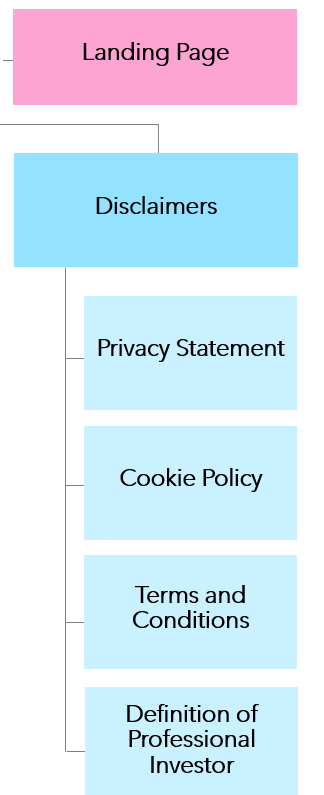 Landing Page
Disclaimers
Privacy Statement
Cookie Policy
Terms and
Conditions
Definition of
Professional
Investor